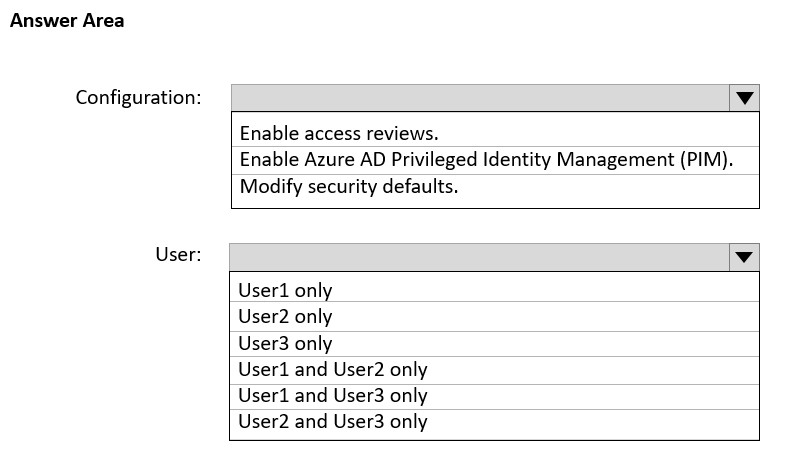 Answer Area
Configuration:
Enable access reviews.
Enable Azure AD Privileged Identity Management (PIM).
Modify security defaults.
User:
User1 only
User2 only
User3 only
User1 and User2 only
User1 and User3 only
User2 and User3 only